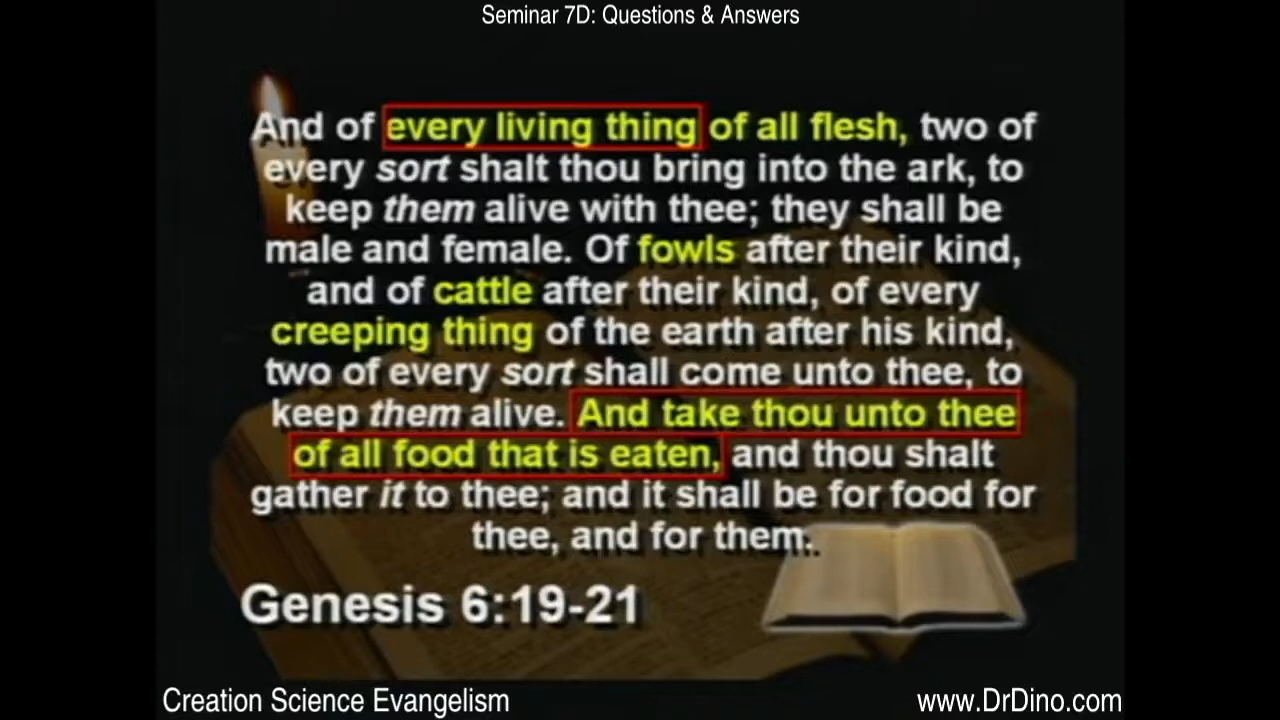 Seminar 7D: Questions & Answers
And of every living thing of all flesh, two of
every sort shalt thou bring into the ark, to
keep them alive with thee; they shall be
male and female. Of fowls after their kind,
and of cattle after their kind, of every
creeping thing of the earth after his kind,
two of every sort shall come unto thee, to
keep them alive. And take thou unto thee
of all food that is eaten, and thou shalt
gather it to thee; and it shall be for food for
thee, and for them.
Genesis 6:19-21
Creation Science Evangelism
www.DrDino.com